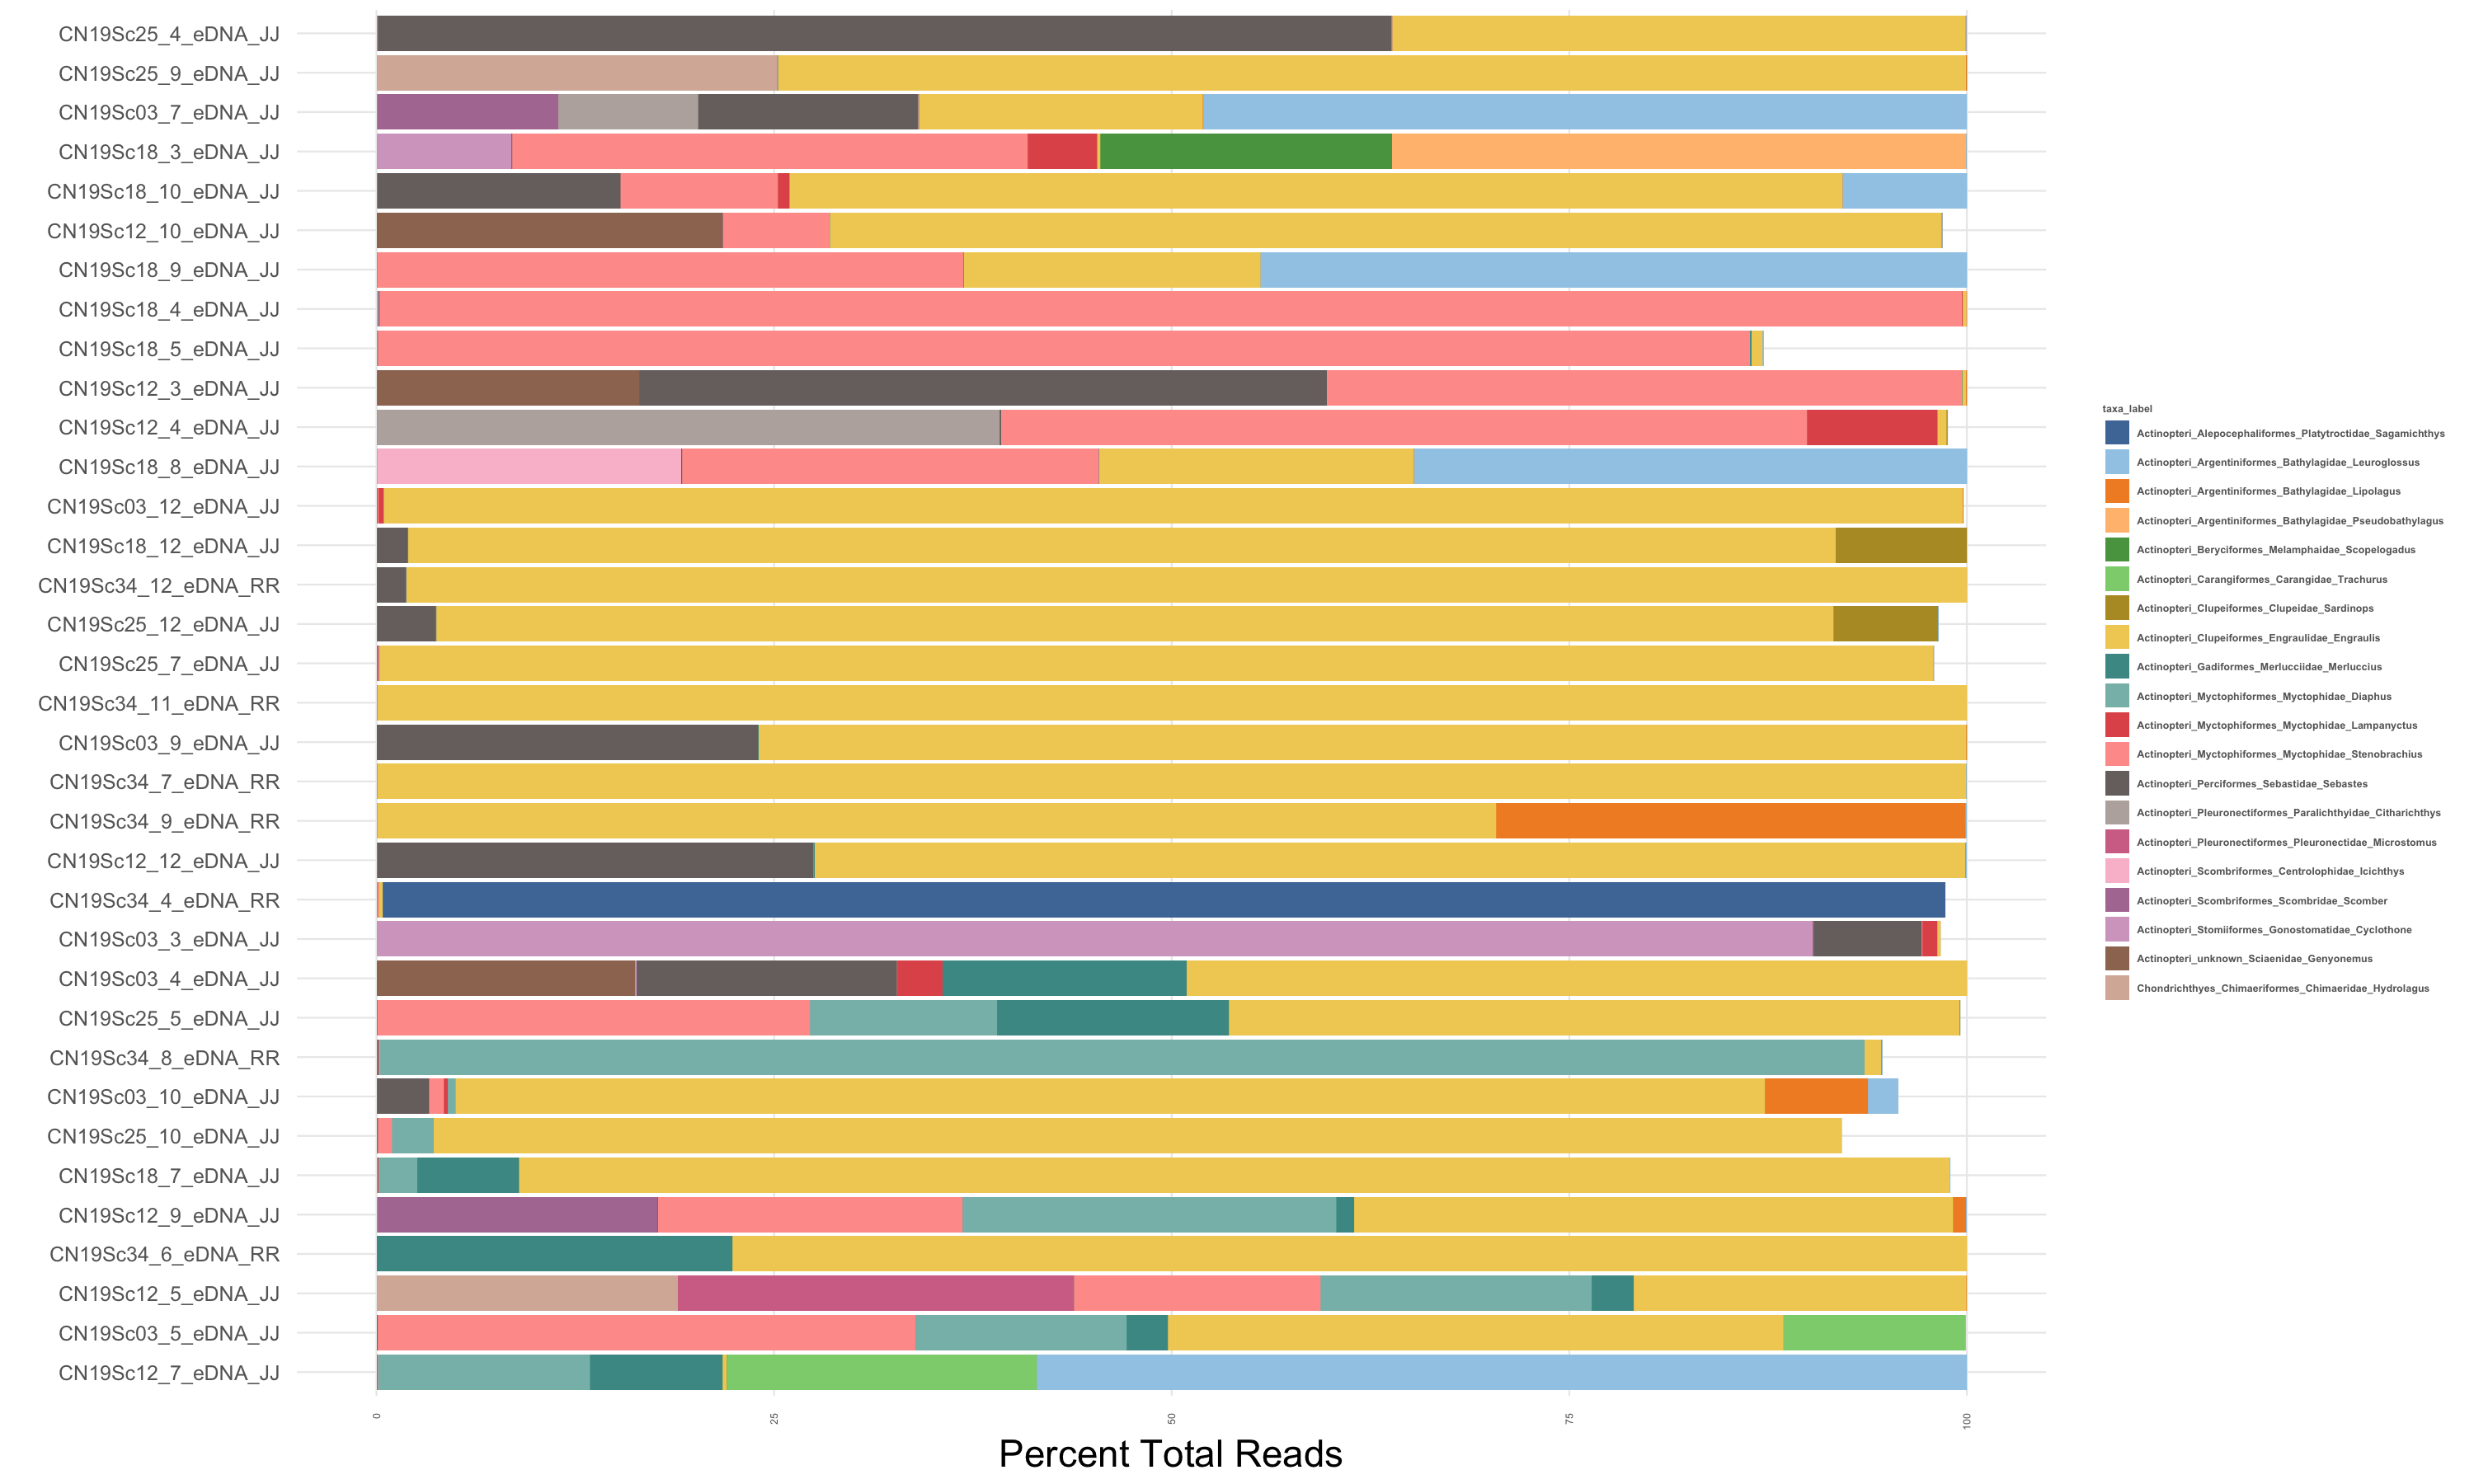 CN19Sc25_4_eDNA_JJ
CN19Sc25_9_eDNA_JJ
CN19Sc03_7_eDNA_JJ
CN19Sc18_3_eDNA_JJ
CN19Sc18_10_eDNA_JJ
CN19Sc12_10_eDNA_JJ
CN19Sc18_9_eDNA_JJ
CN19Sc18_4_eDNA_JJ
CN19Sc18_5_eDNA_JJ
CN19Sc12_3_eDNA_JJ
CN19Sc12_4_eDNA_JJ
CN19Sc18_8_eDNA_JJ
CN19Sc03_12_eDNA_JJ
CN19Sc18_12_eDNA_JJ
CN19Sc34_12_eDNA_RR
CN19Sc25_12_eDNA_JJ
CN19Sc25_7_eDNA_JJ
CN19Sc34_11_eDNA_RR
CN19Sc03_9_eDNA_JJ
CN19Sc34_7_eDNA_RR
CN19Sc34_9_eDNA_RR
CN19Sc12_12_eDNA_JJ
CN19Sc34_4_eDNA_RR
CN19Sc03_3_eDNA_JJ
CN19Sc03_4_eDNA_JJ
CN19Sc25_5_eDNA_JJ
CN19Sc34_8_eDNA_RR
CN19Sc03_10_eDNA_JJ
CN19Sc25_10_eDNA_JJ
CN19Sc18_7_eDNA_JJ
CN19Sc12_9_eDNA_JJ
CN19Sc34_6_eDNA_RR
CN19Sc12_5_eDNA_JJ
CN19Sc03_5_eDNA_JJ
CN19Sc12_7_eDNA_JJ
0 25 50 75 100
Percent Total Reads
taxa_label
Actinopteri_Alepocephaliformes_Platytroctidae_Sagamichthys
Actinopteri_Argentiniformes_Bathylagidae_Leuroglossus
Actinopteri_Argentiniformes_Bathylagidae_Lipolagus
Actinopteri_Argentiniformes_Bathylagidae_Pseudobathylagus
Actinopteri_Beryciformes_Melamphaidae_Scopelogadus
Actinopteri_Carangiformes_Carangidae_Trachurus
Actinopteri_Clupeiformes_Clupeidae_Sardinops
Actinopteri_Clupeiformes_Engraulidae_Engraulis
Actinopteri_Gadiformes_Merlucciidae_Merluccius
Actinopteri_Myctophiformes_Myctophidae_Diaphus
Actinopteri_Myctophiformes_Myctophidae_Lampanyctus
Actinopteri_Myctophiformes_Myctophidae_Stenobrachius
Actinopteri_Perciformes_Sebastidae_Sebastes
Actinopteri_Pleuronectiformes_Paralichthyidae_Citharichthys
Actinopteri_Pleuronectiformes_Pleuronectidae_Microstomus
Actinopteri_Scombriformes_Centrolophidae_Icichthys
Actinopteri_Scombriformes_Scombridae_Scomber
Actinopteri_Stomiiformes_Gonostomatidae_Cyclothone
Actinopteri_unknown_Sciaenidae_Genyonemus
Chondrichthyes_Chimaeriformes_Chimaeridae_Hydrolagus